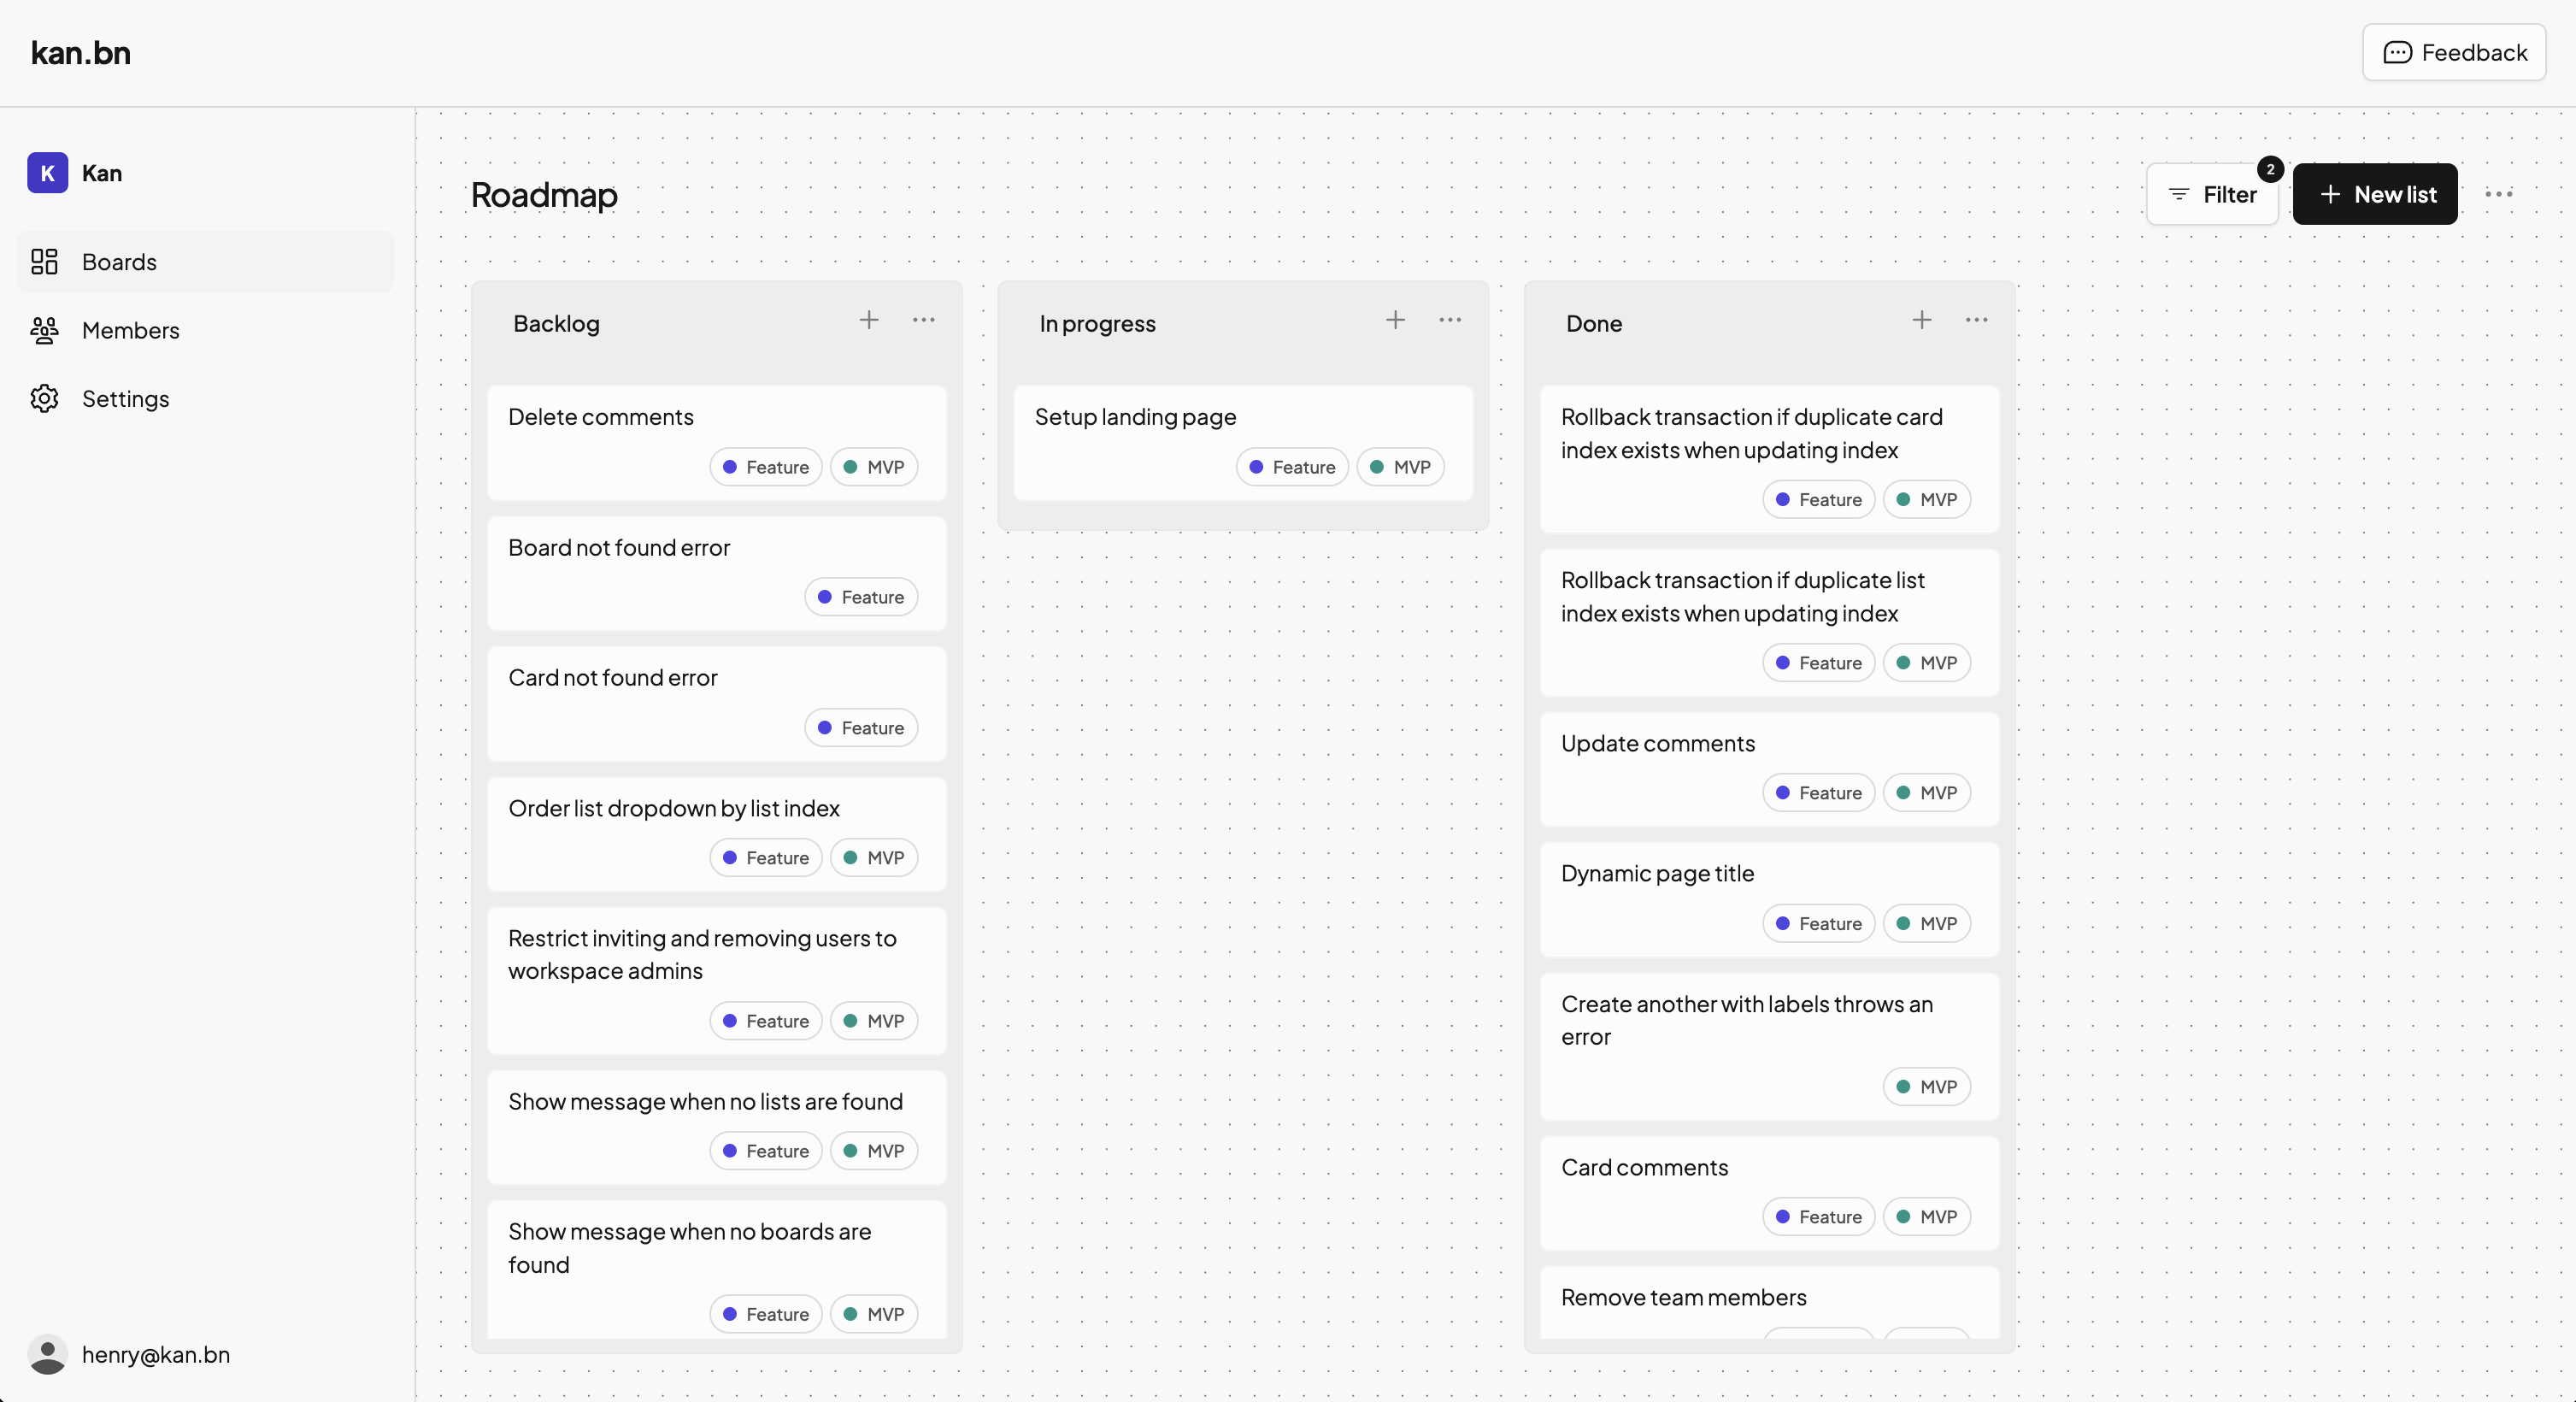 kan.bn
Feedback
K Kan
Boards
Members
Settings
henry@kan.bn
Roadmap
Filter 2
New list
Backlog
Delete comments
Feature MVP
Board not found error
Feature
Card not found error
Feature
Order list dropdown by list index
Feature MVP
Restrict inviting and removing users to
workspace admins
Feature MVP
Show message when no lists are found
Feature MVP
Show message when no boards are
found
Feature MVP
In progress
Setup landing page
Feature MVP
Done
Rollback transaction if duplicate card
index exists when updating index
Feature MVP
Rollback transaction if duplicate list
index exists when updating index
Feature MVP
Update comments
Feature MVP
Dynamic page title
Feature MVP
Create another with labels throws an
error
MVP
Card comments
Feature MVP
Remove team members